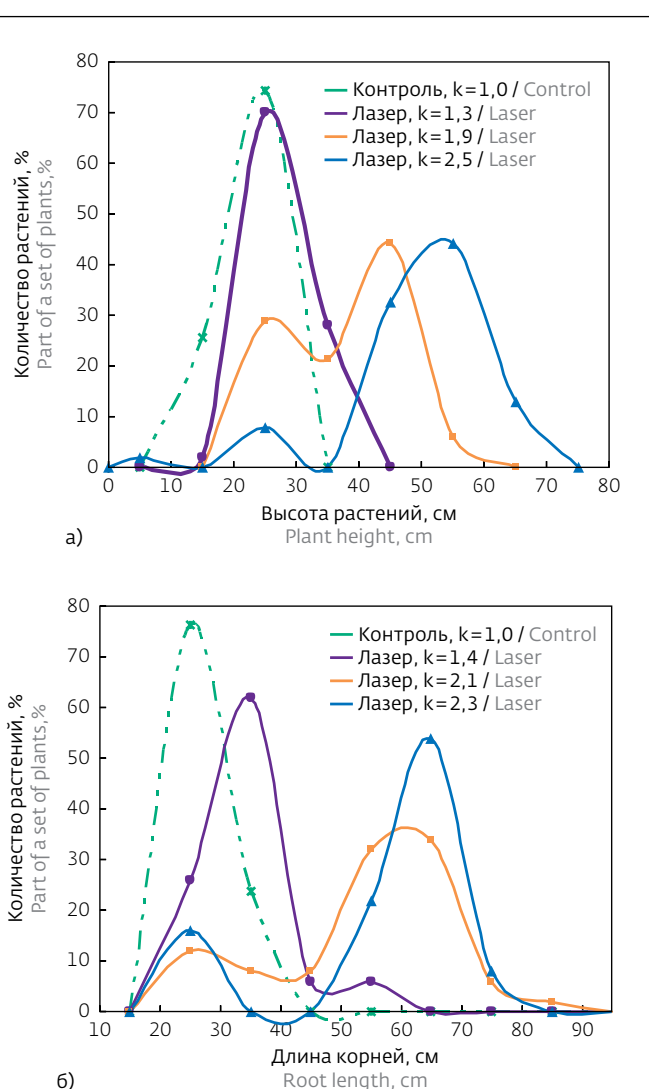 80
70
60
50
40
30
20
10
0
Количество растений, %
Part of a set of plants,%
Контроль, k=1,0 / Control
Лазер, k=1,3 / Laser
Лазер, k=1,9 / Laser
Лазер, k=2,5 / Laser
0 10 20 30 40 50 60 70 80
Высота растений, см
Plant height, cm
а)
80
70
60
50
40
30
20
10
0
Количество растений, %
Part of a set of plants,%
Контроль, k=1,0 / Control
Лазер, k=1,4 / Laser
Лазер, k=2,1 / Laser
Лазер, k=2,3 / Laser
10 20 30 40 50 60 70 80 90
Длина корней, см
Root length, cm
б)